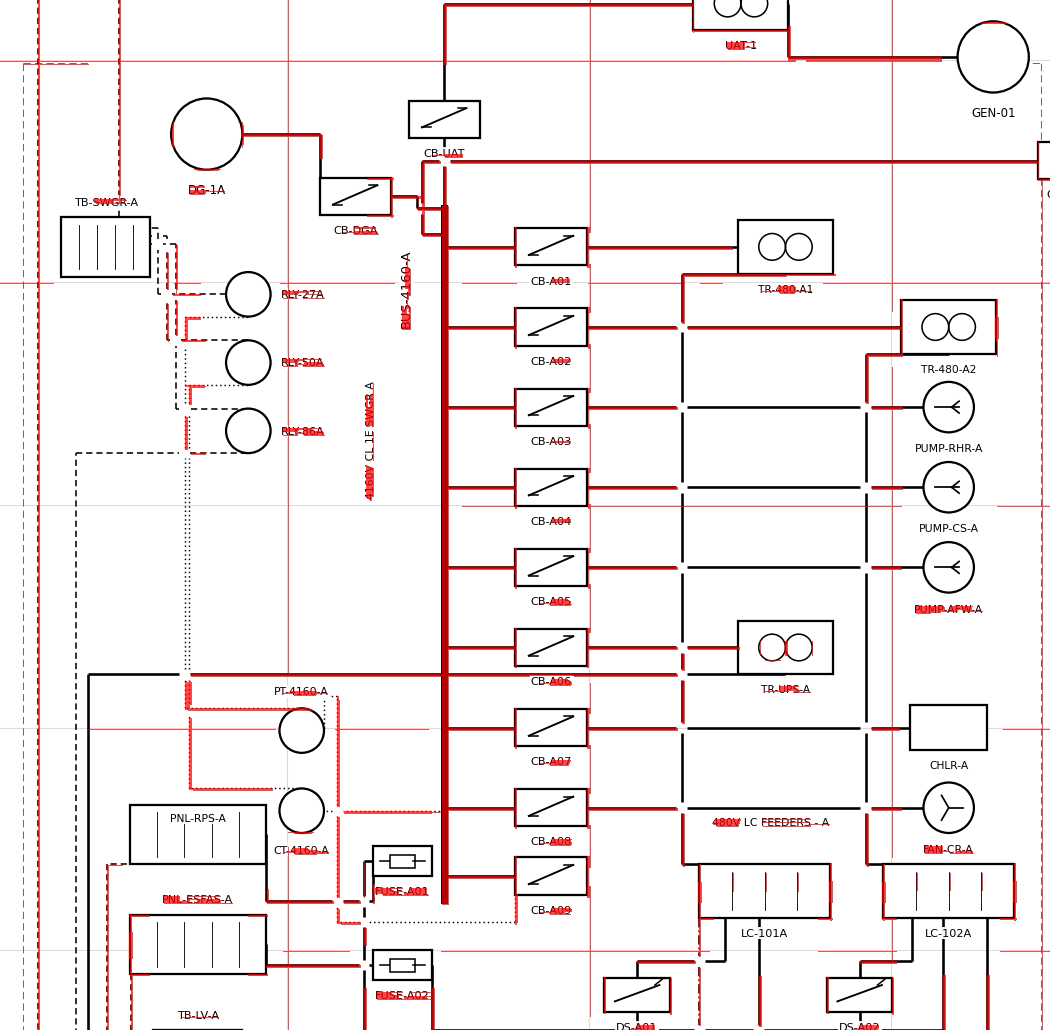 UAT-1
GEN-01
CB-UAT
DG-1A
TB-SWGR-A
CB-DGA
BUS-4160-A
CB-A01
TR-480-A1
RLY-27A
RLY-50A
RLY-86A
4160V CL.1E SWGR A
CB-A02
TR-480-A2
CB-A03
PUMP-RHR-A
CB-A04
PUMP-CS-A
CB-A05
PUMP-AFW-A
CB-A06
TR-UPS-A
PT-4160-A
CB-A07
CHLR-A
PNL-RPS-A
480V LC FEEDERS - A
CB-A08
CT-4160-A
FAN-CR-A
FUSE-A01
PNL-ESFAS-A
CB-A09
LC-101A
LC-102A
FUSE-A02
TB-LV-A
DS-A01
DS-A02